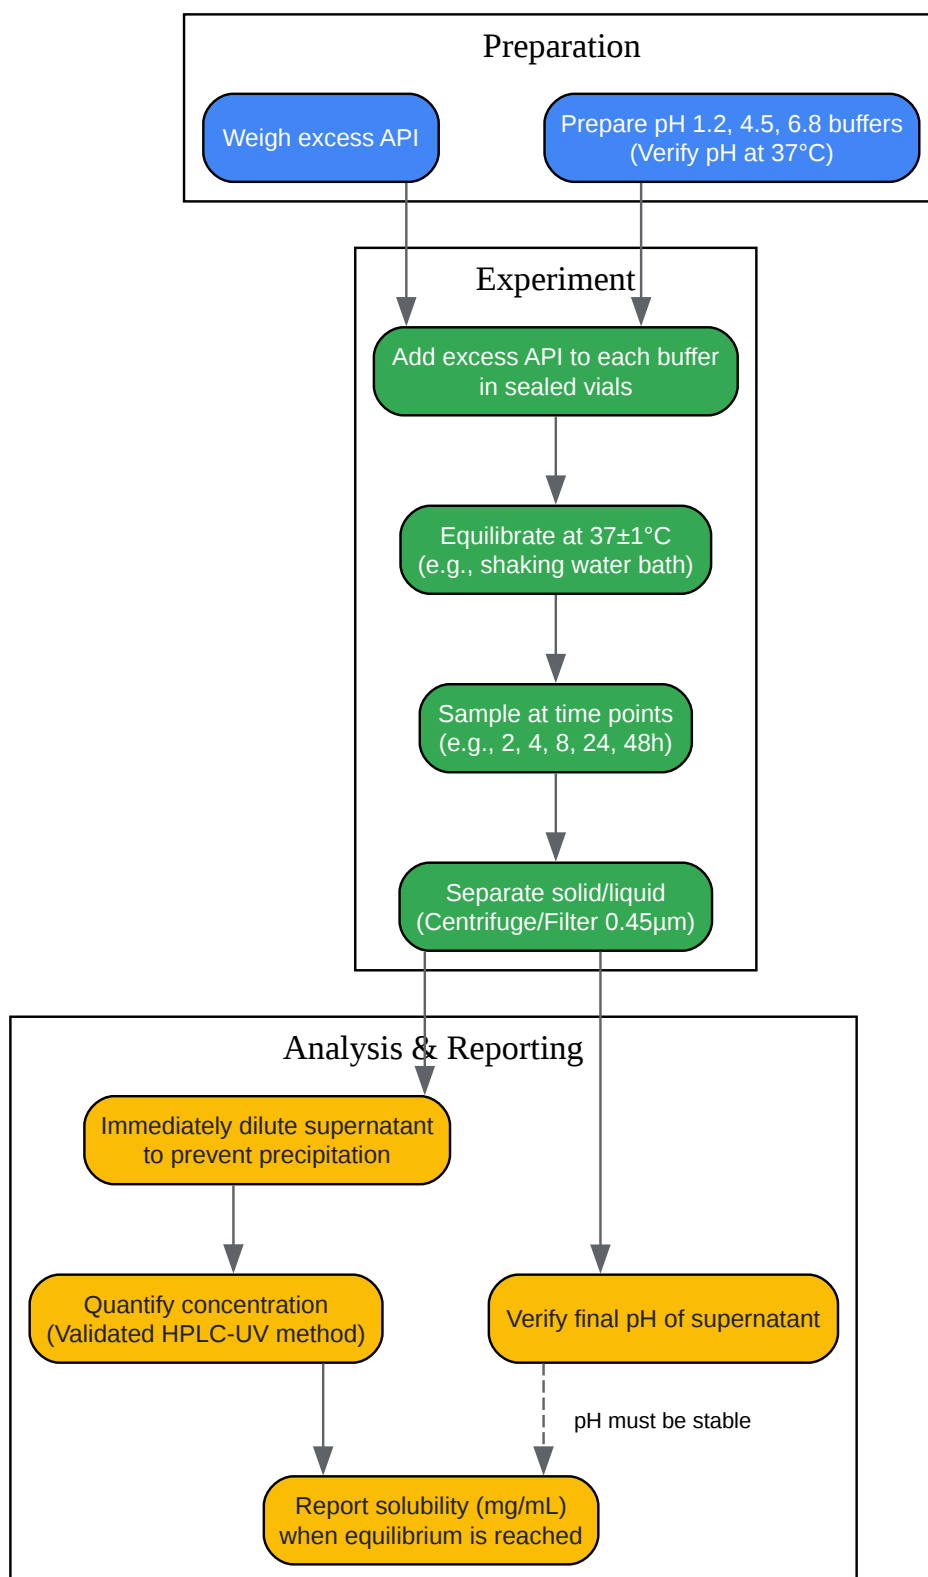 Preparation
Weigh excess API
Prepare pH 1.2, 4.5, 6.8 buffers
(Verify pH at 37°C)
Experiment
Add excess API to each buffer
in sealed vials
Equilibrate at 37±1°C
(e.g., shaking water bath)
Sample at time points
(e.g., 2, 4, 8, 24, 48h)
Separate solid/liquid
(Centrifuge/Filter 0.45µm)
Analysis & Reporting
Immediately dilute supernatant
to prevent precipitation
Quantify concentration
(Validated HPLC-UV method)
Verify final pH of supernatant
pH must be stable
Report solubility (mg/mL)
when equilibrium is reached